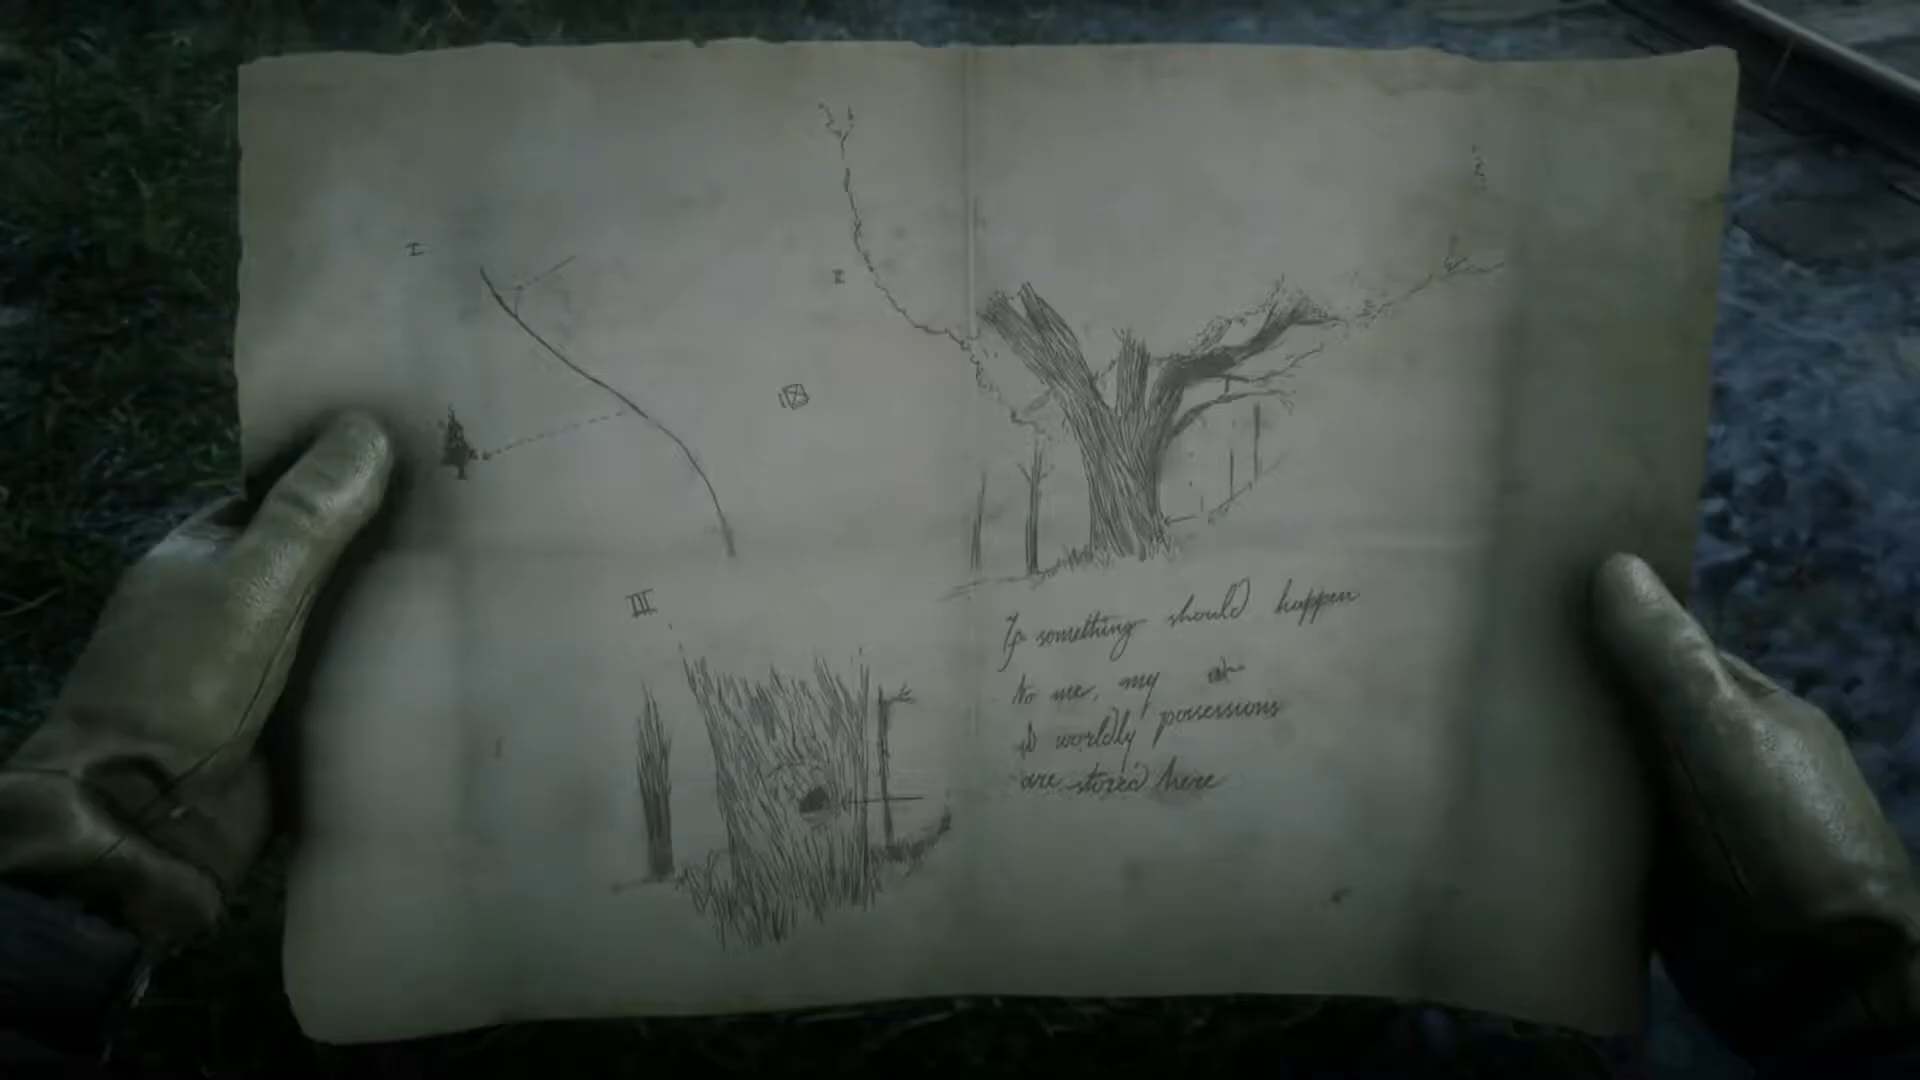 I
II
III
If something should happen
to me, my
worldly possessions
are stored here